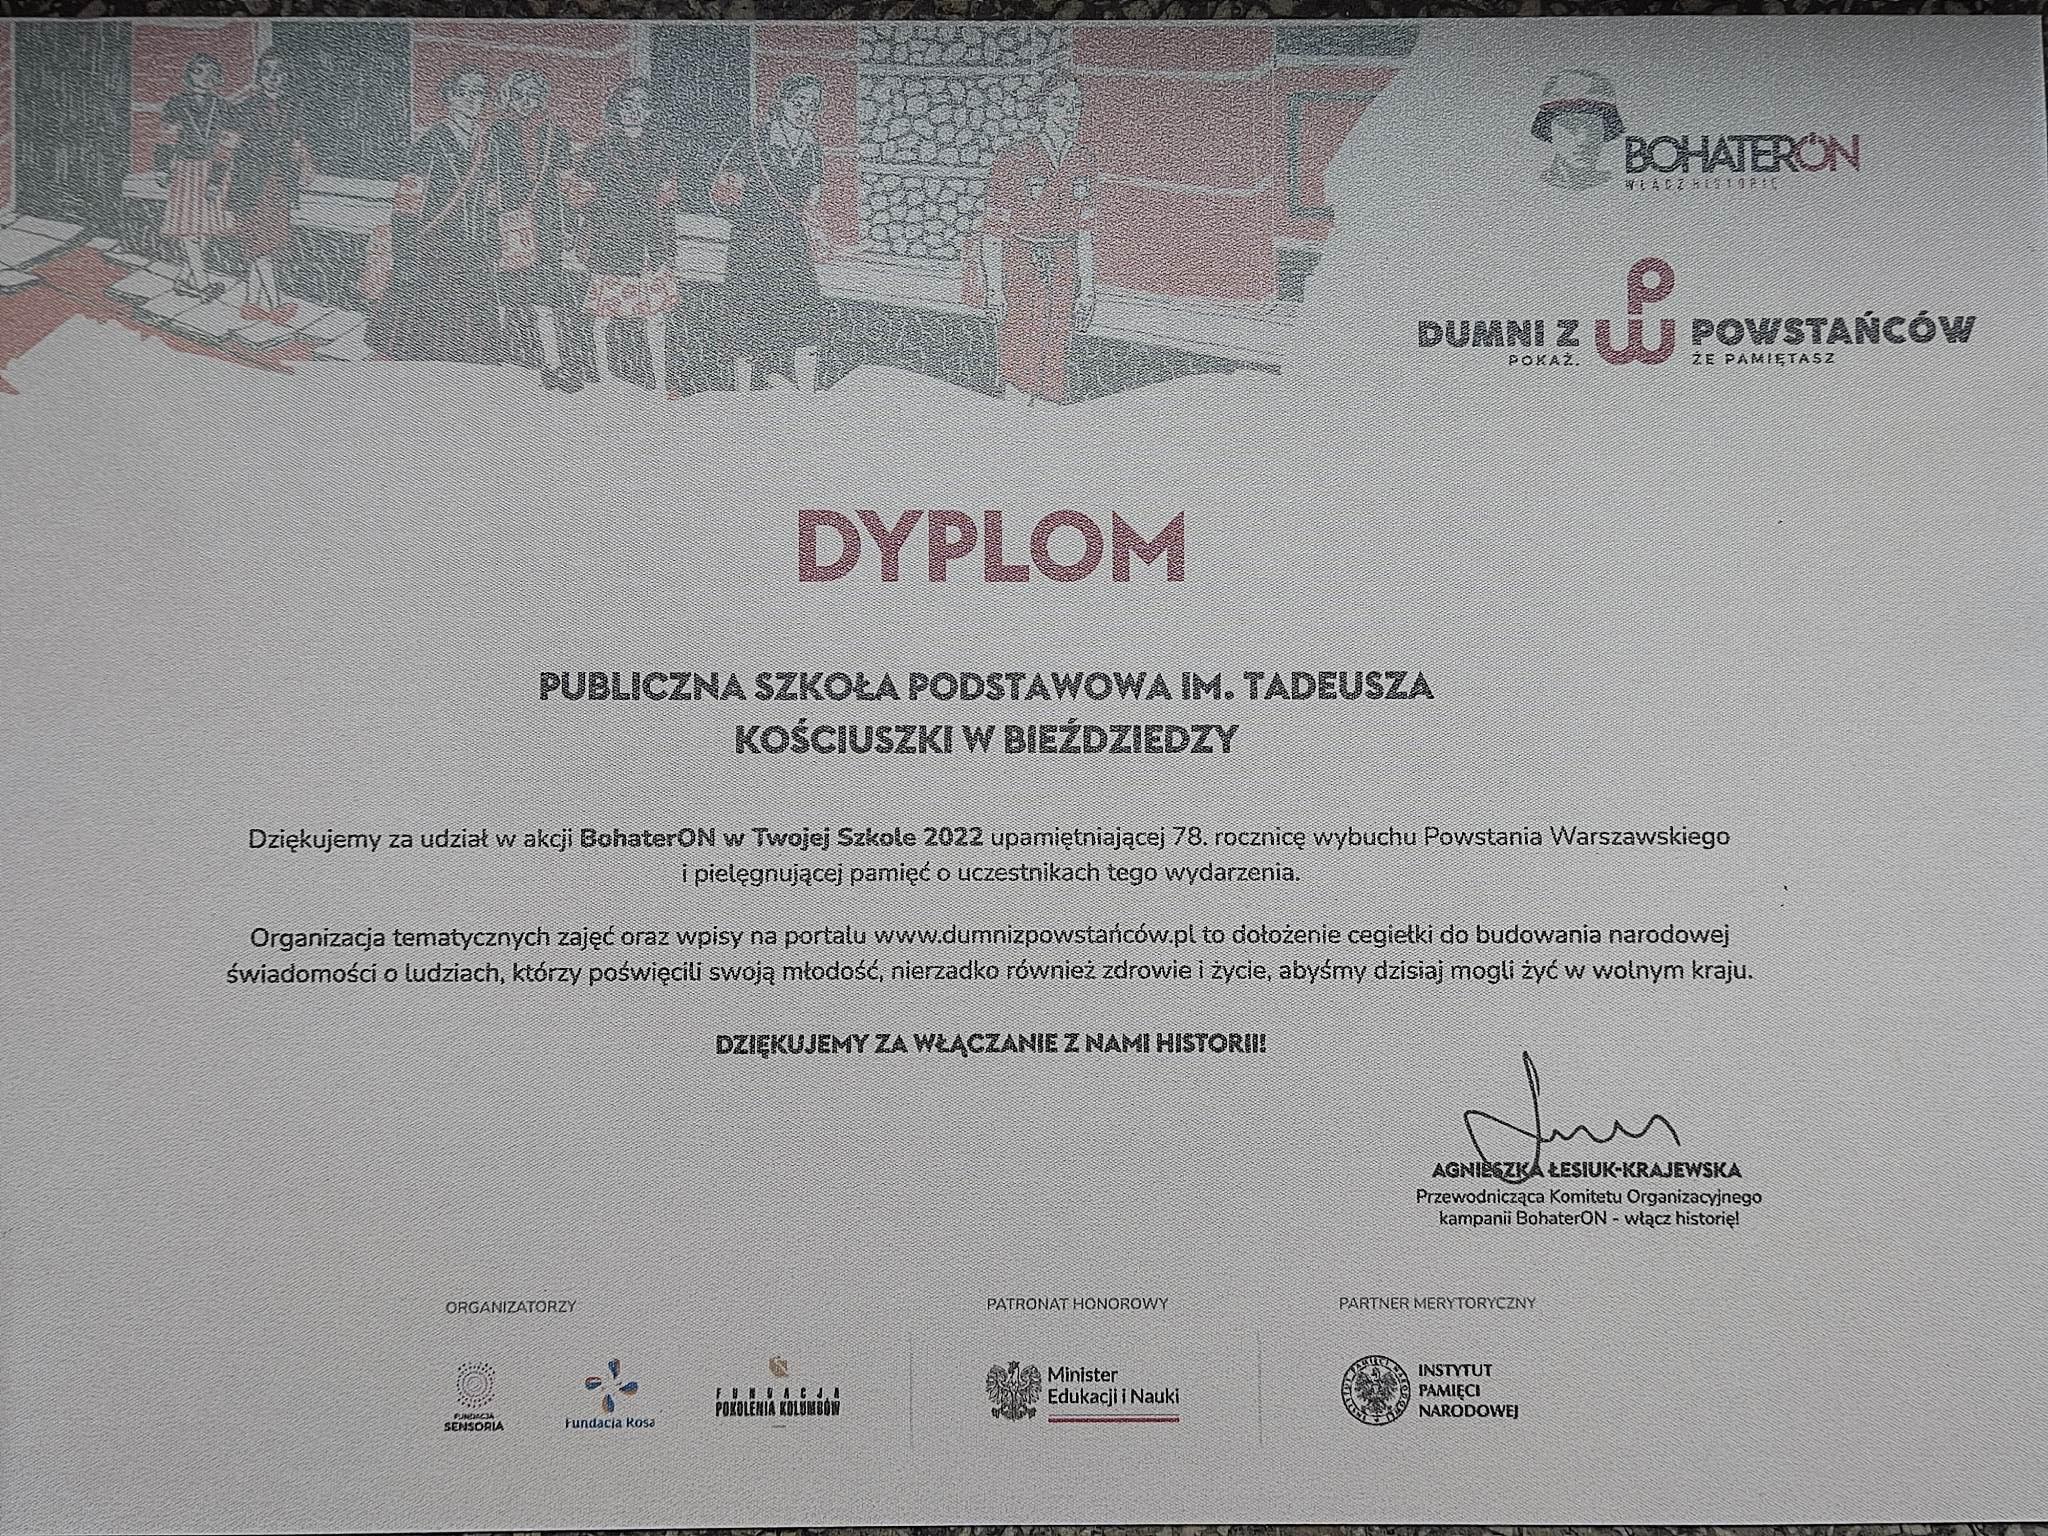 BOHATERON
WŁĄCZ HISTORIĘ
DUMNI Z PW POWSTAŃCÓW
POKAŻ, ŻE PAMIĘTASZ
DYPLOM
PUBLICZNA SZKOŁA PODSTAWOWA IM. TADEUSZA
KOŚCIUSZKI W BIEŹDZIEDZY
Dziękujemy za udział w akcji BohaterON w Twojej Szkole 2022 upamiętniającej 78. rocznicę wybuchu Powstania Warszawskiego
i pielęgnującej pamięć o uczestnikach tego wydarzenia.
Organizacja tematycznych zajęć oraz wpisy na portalu www.dumnizpowstańców.pl to dołożenie cegiełki do budowania narodowej
świadomości o ludziach, którzy poświęcili swoją młodość, nierzadko również zdrowie i życie, abyśmy dzisiaj mogli żyć w wolnym kraju.
DZIĘKUJEMY ZA WŁĄCZANIE Z NAMI HISTORII!
AGNIESZKA ŁESIUK-KRAJEWSKA
Przewodnicząca Komitetu Organizacyjnego
kampanii BohaterON - włącz historię!
ORGANIZATORZY
FUNDACJA
SENSORIA
Fundacja Rosa
FUNDACJA
POKOLENIA KOLUMBÓW
PATRONAT HONOROWY
Minister
Edukacji i Nauki
PARTNER MERYTORYCZNY
INSTYTUT PAMIĘCI NARODOWEJ
INSTYTUT
PAMIĘCI
NARODOWEJ